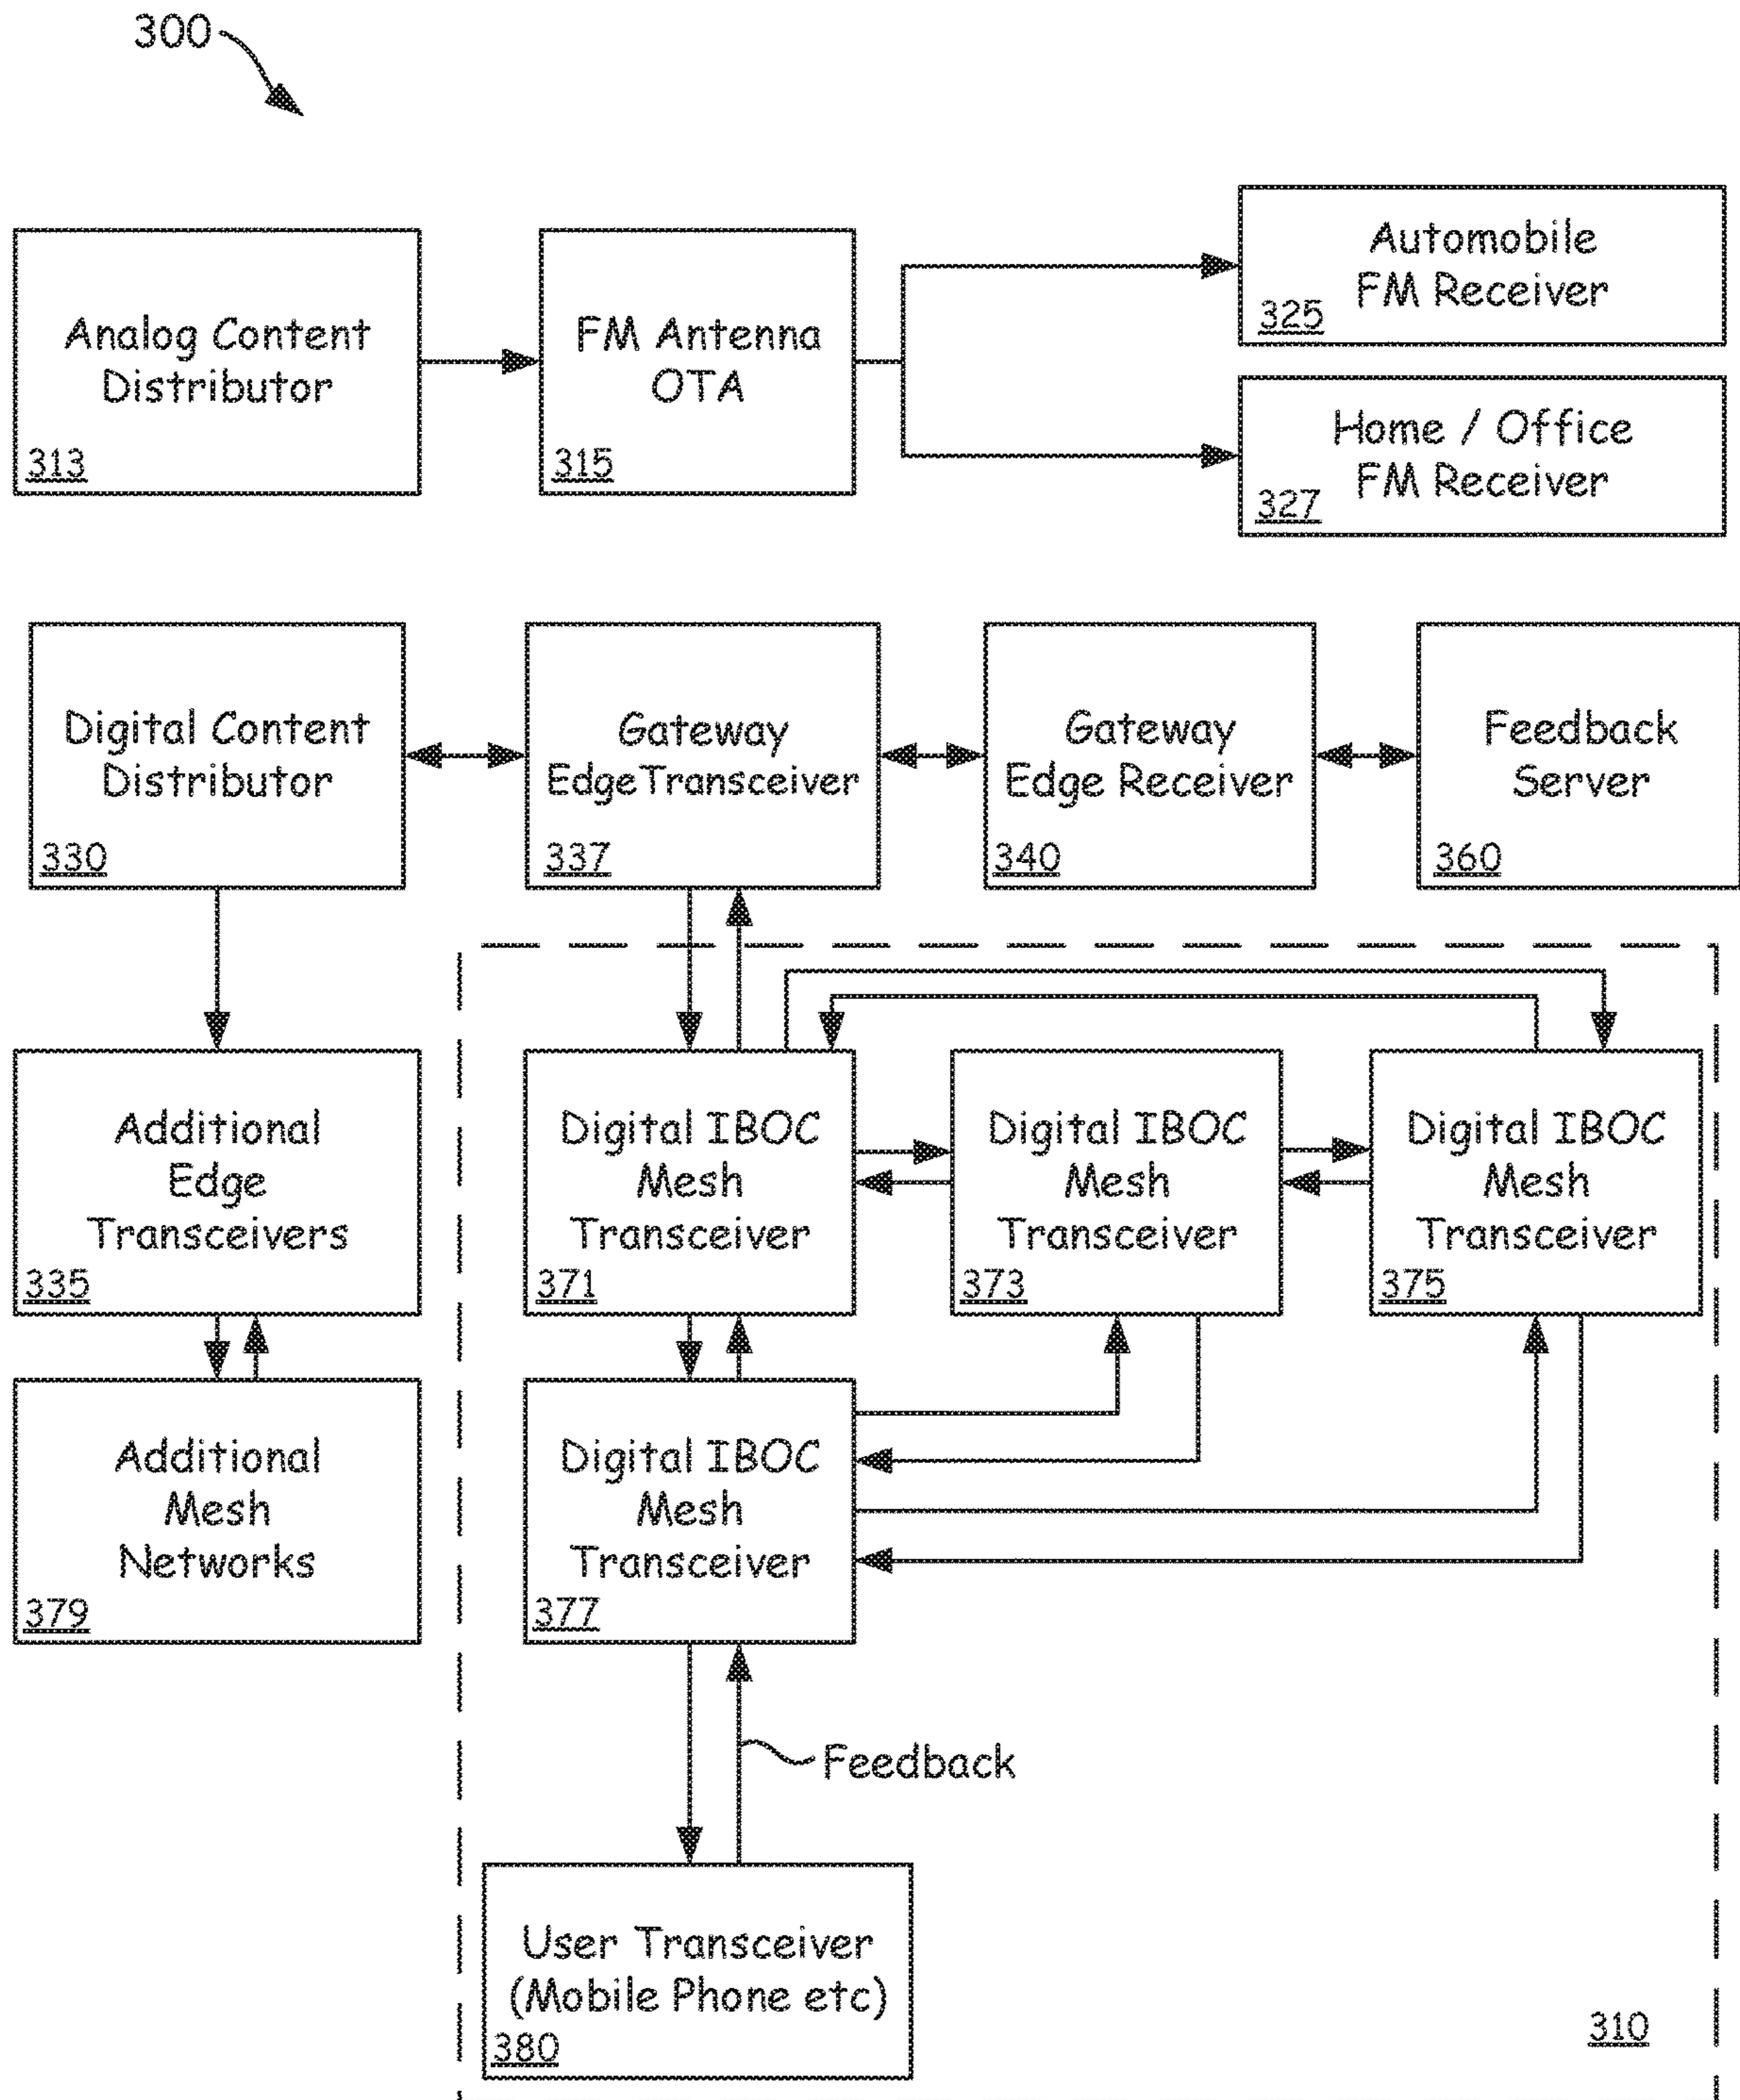 300
Analog Content
Distributor
313
FM Antenna
OTA
315
Automobile
FM Receiver
325
Home / Office
FM Receiver
327
Digital Content
Distributor
330
Gateway
Edge Transceiver
337
Gateway
Edge Receiver
340
Feedback
Server
360
Additional
Edge
Transceivers
335
Digital IBOC
Mesh
Transceiver
371
Digital IBOC
Mesh
Transceiver
373
Digital IBOC
Mesh
Transceiver
375
Additional
Mesh
Networks
379
Digital IBOC
Mesh
Transceiver
377
Feedback
User Transceiver
(Mobile Phone etc)
380
310